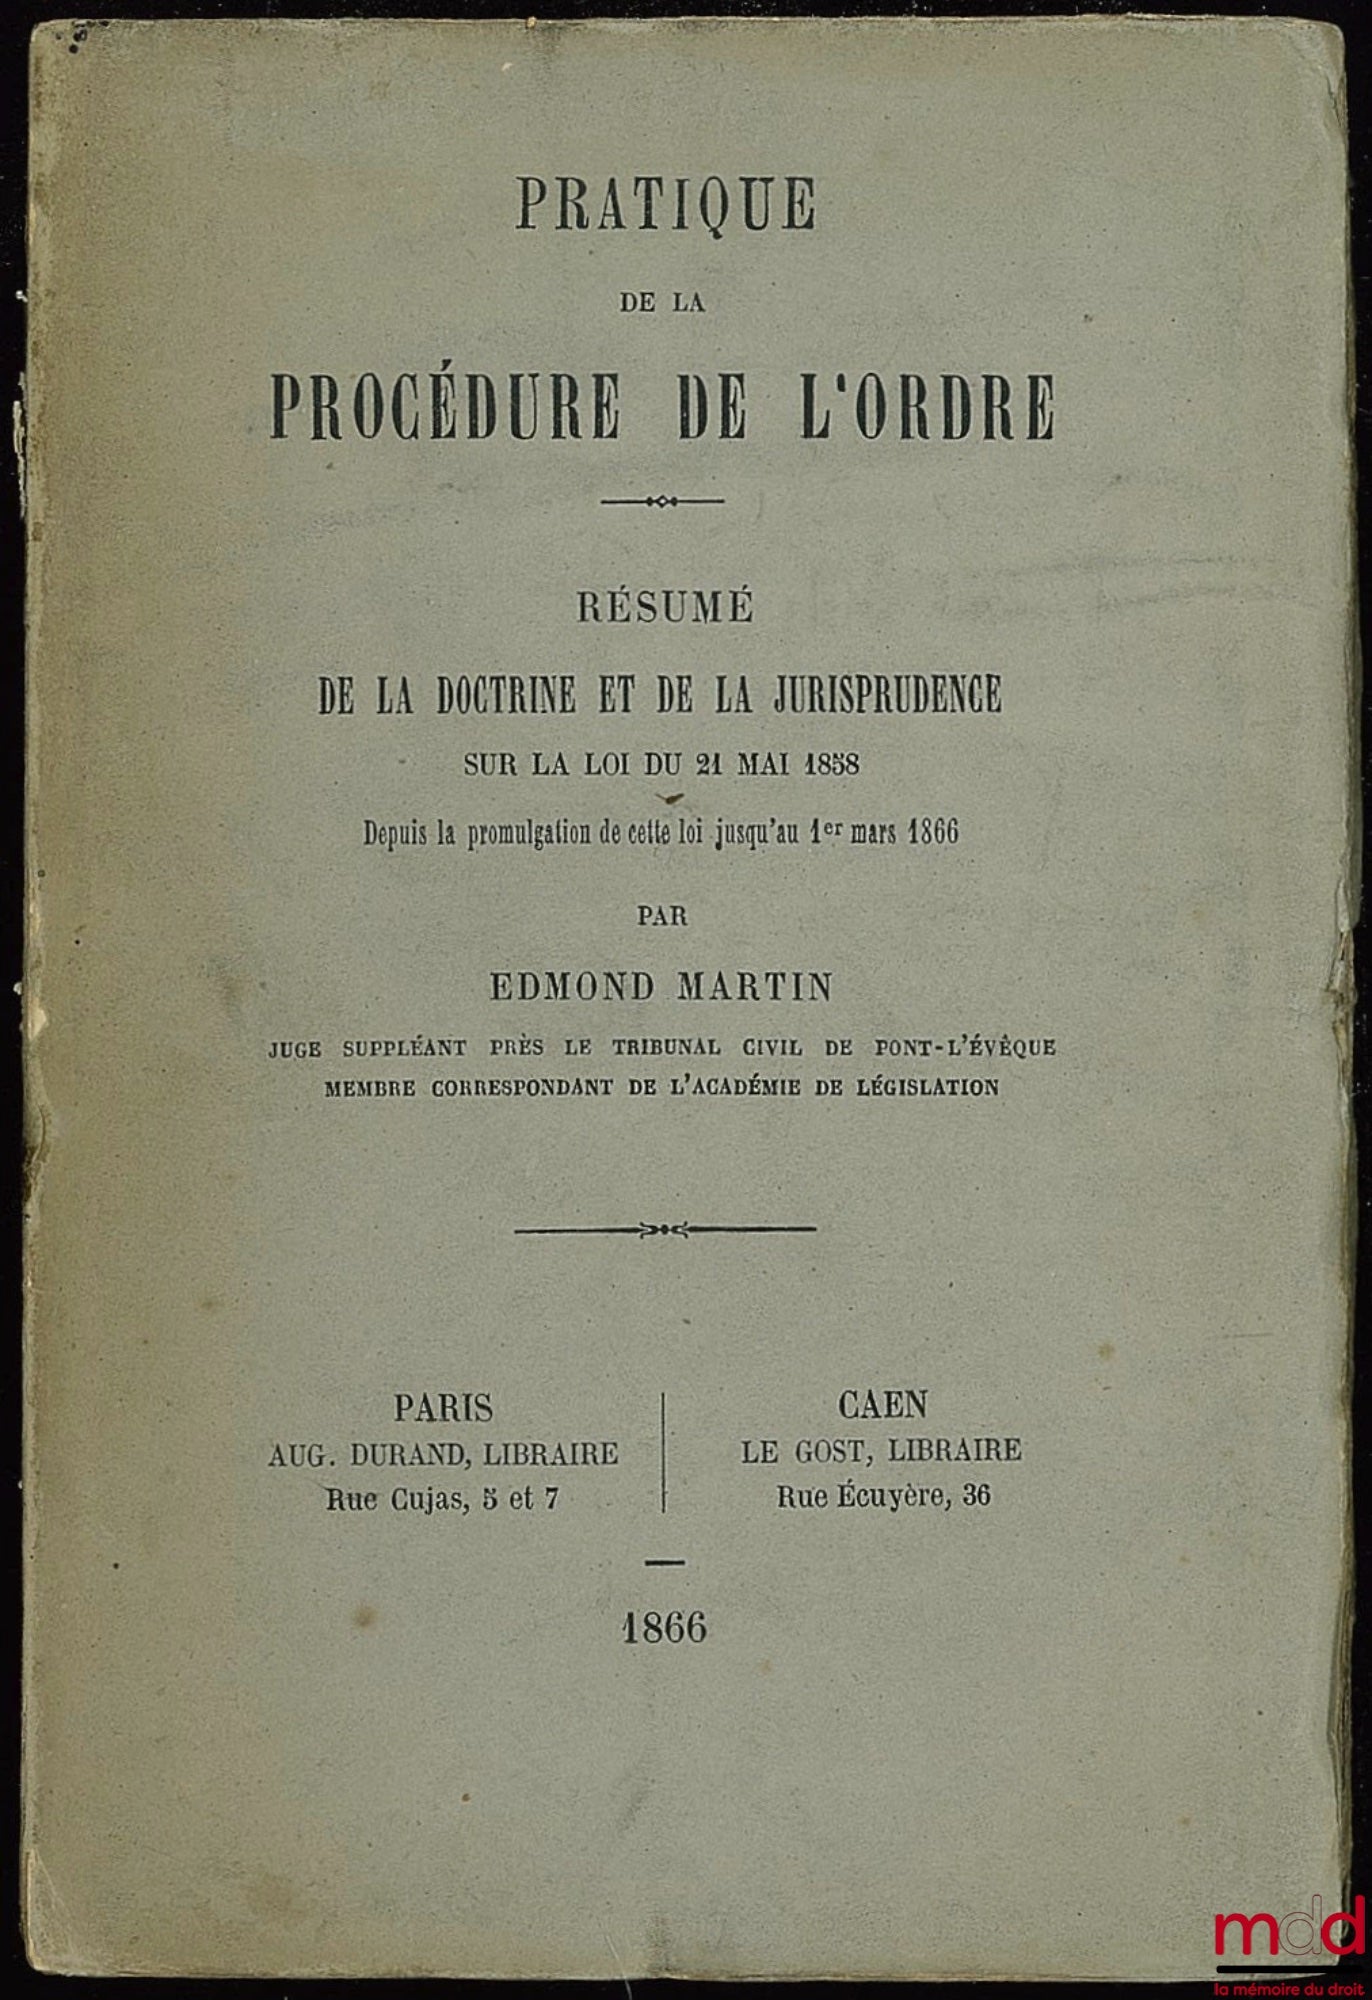 PRATIQUE
DE LA
PROCÉDURE DE L'ORDRE
RÉSUMÉ
DE LA DOCTRINE ET DE LA JURISPRUDENCE
SUR LA LOI DU 21 MAI 1858
Depuis la promulgation de cette loi jusqu'au 1er mars 1866
PAR
EDMOND MARTIN
JUGE SUPPLÉANT PRÈS LE TRIBUNAL CIVIL DE PONT-L'ÉVÊQUE
MEMBRE CORRESPONDANT DE L'ACADÉMIE DE LÉGISLATION
PARIS
AUG. DURAND, LIBRAIRE
Rue Cujas, 5 et 7
CAEN
LE GOST, LIBRAIRE
Rue Écuyère, 36
1866
mdd
la mémoire du droit